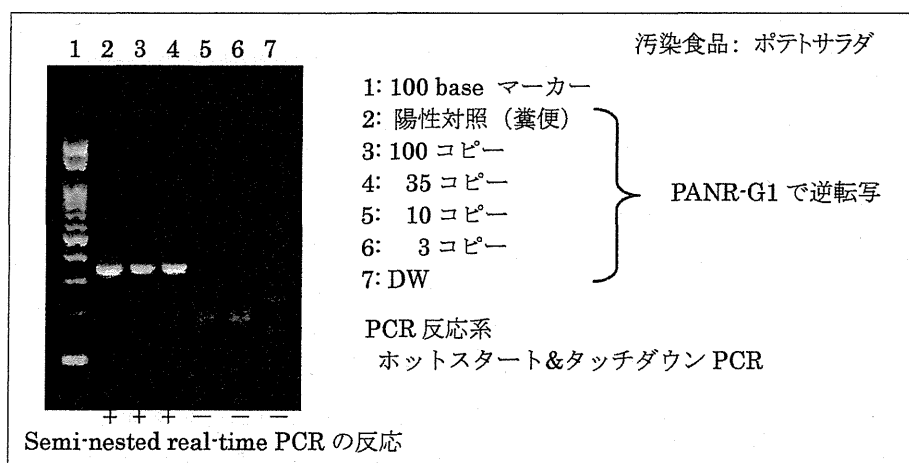 汚染食品: ポテトサラダ
1 2 3 4 5 6 7
1: 100 base マーカー
2: 陽性対照（糞便）
3: 100 コピー
4: 35 コピー
5: 10 コピー
6: 3 コピー
7: DW
PANR-G1 で逆転写
PCR 反応系
ホットスタート&タッチダウン PCR
+ + + − − −
Semi-nested real-time PCR の反応